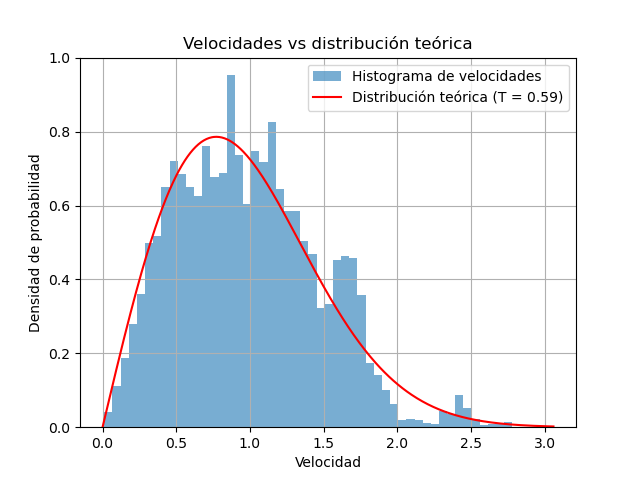 Velocidades vs distribución teórica
Histograma de velocidades
Distribución teórica (T = 0.59)
Densidad de probabilidad
1.0
0.8
0.6
0.4
0.2
0.0
0.0 0.5 1.0 1.5 2.0 2.5 3.0
Velocidad